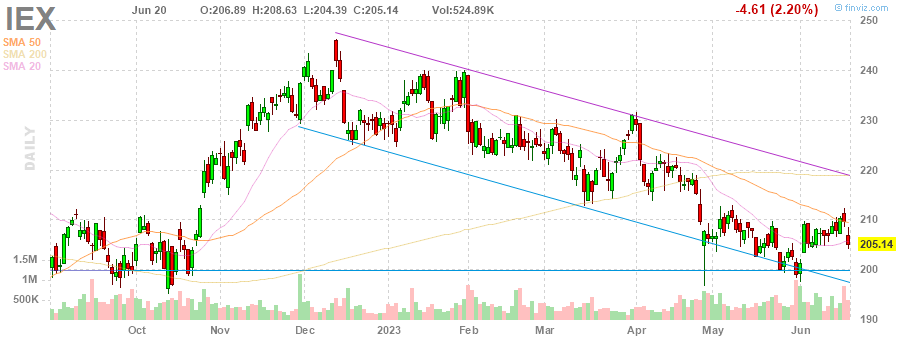 IEX Jun 20 O:206.89 H:208.63 L:204.39 C:205.14 Vol:524.89K -4.61 (2.20%) © finviz.com
SMA 50
SMA 200
SMA 20
DAILY
250
240
230
220
210
205.14
200
190
1.5M
1M
500K
Oct Nov Dec 2023 Feb Mar Apr May Jun